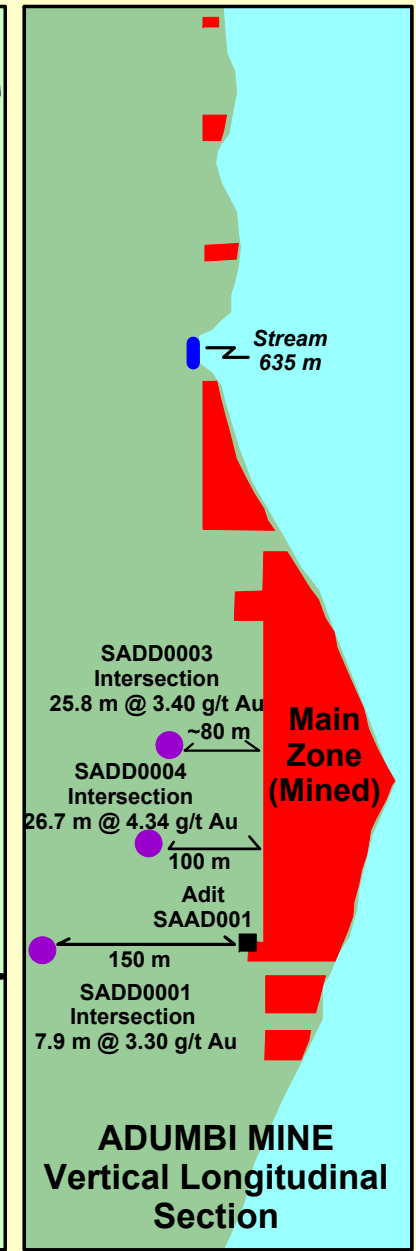 Stream
635 m
SADD0003
Intersection
25.8 m @ 3.40 g/t Au
~80 m
Main
Zone
(Mined)
SADD0004
Intersection
26.7 m @ 4.34 g/t Au
100 m
Adit
SAAD001
150 m
SADD0001
Intersection
7.9 m @ 3.30 g/t Au
ADUMBI MINE
Vertical Longitudinal
Section